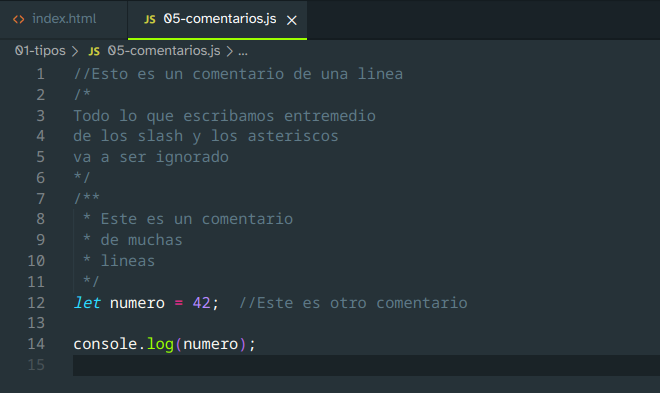 index.html
JS 05-comentarios.js
01-tipos > JS 05-comentarios.js > ...
1 //Esto es un comentario de una linea
2 /*
3 Todo lo que escribamos entremedio
4 de los slash y los asteriscos
5 va a ser ignorado
6 */
7 /**
8  * Este es un comentario
9  * de muchas
10  * lineas
11  */
12 let numero = 42;  //Este es otro comentario
13
14 console.log(numero);
15